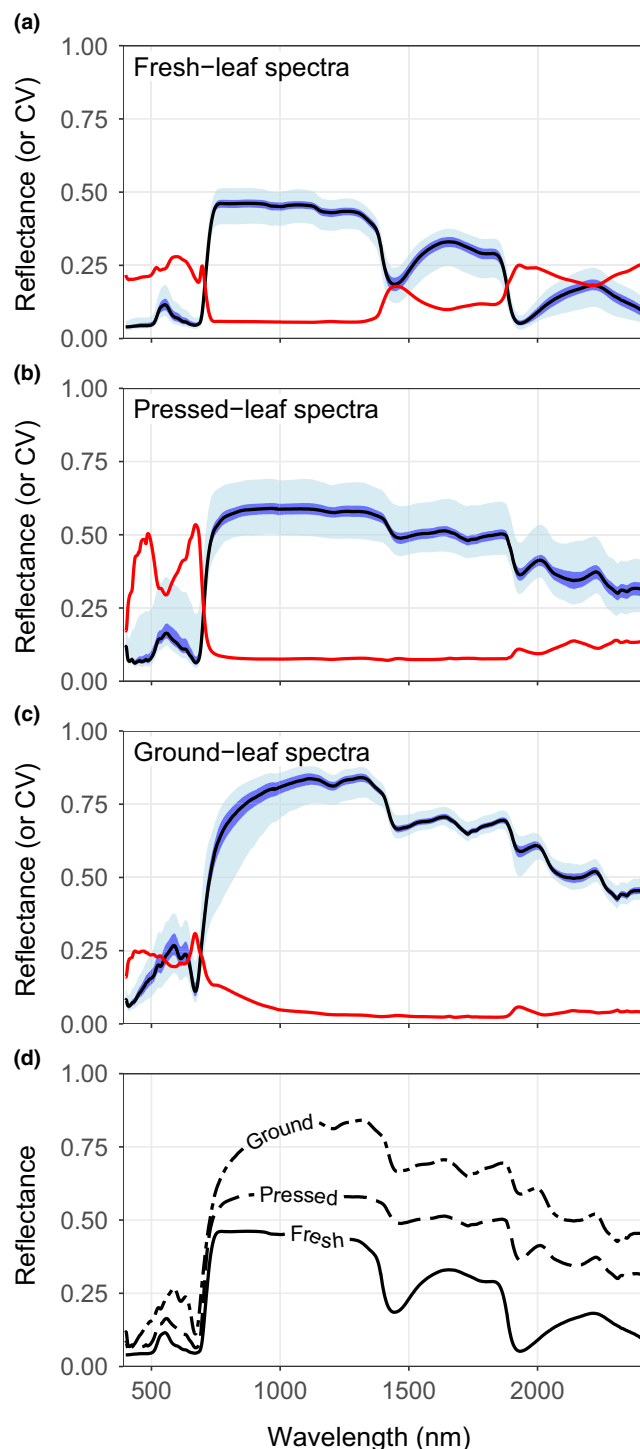 (a)
Fresh−leaf spectra
Reflectance (or CV)
1.00
0.75
0.50
0.25
0.00
(b)
Pressed−leaf spectra
Reflectance (or CV)
1.00
0.75
0.50
0.25
0.00
(c)
Ground−leaf spectra
Reflectance (or CV)
1.00
0.75
0.50
0.25
0.00
(d)
Reflectance
1.00
0.75
0.50
0.25
0.00
Ground
Pressed
Fresh
500 1000 1500 2000
Wavelength (nm)